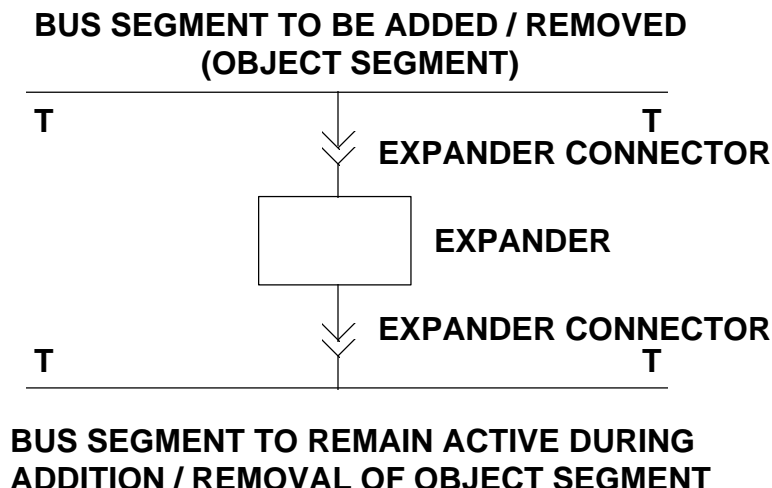 BUS SEGMENT TO BE ADDED / REMOVED
(OBJECT SEGMENT)
T T
EXPANDER CONNECTOR
EXPANDER
EXPANDER CONNECTOR
T T
BUS SEGMENT TO REMAIN ACTIVE DURING
ADDITION / REMOVAL OF OBJECT SEGMENT